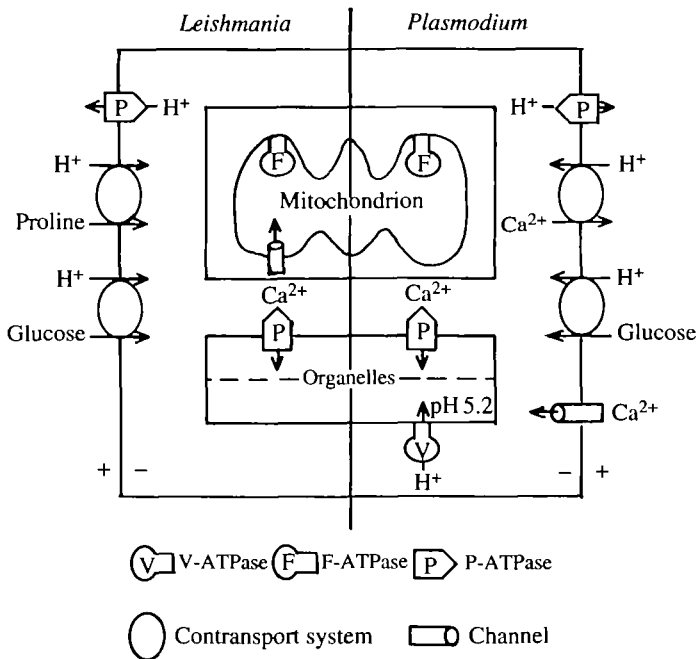 Leishmania Plasmodium
P H⁺ H⁺ P
H⁺ F F H⁺
Mitochondrion
Proline Ca²⁺
H⁺ Ca²⁺ Ca²⁺ H⁺
Glucose P P Glucose
Organelles
pH 5.2
Ca²⁺
V
+ − H⁺ − +
V V-ATPase F F-ATPase P P-ATPase
Contransport system Channel